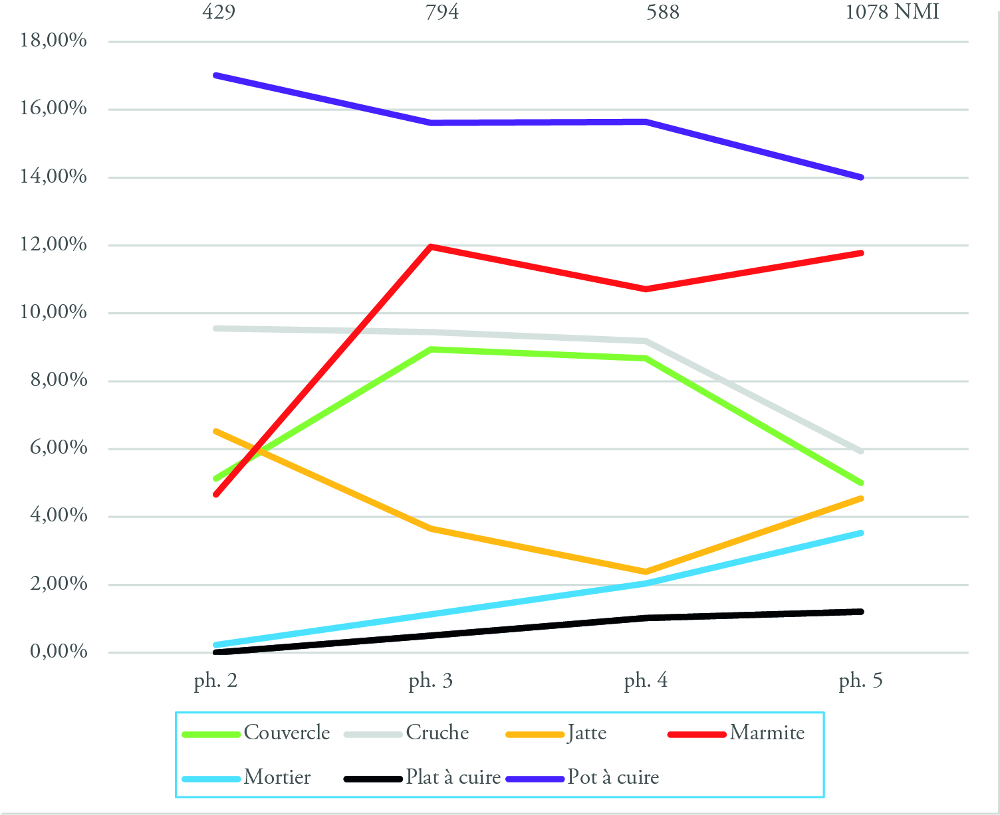 429 794 588 1078 NMI
18,00%
16,00%
14,00%
12,00%
10,00%
8,00%
6,00%
4,00%
2,00%
0,00%
ph. 2 ph. 3 ph. 4 ph. 5
Couvercle Cruche Jatte Marmite
Mortier Plat à cuire Pot à cuire